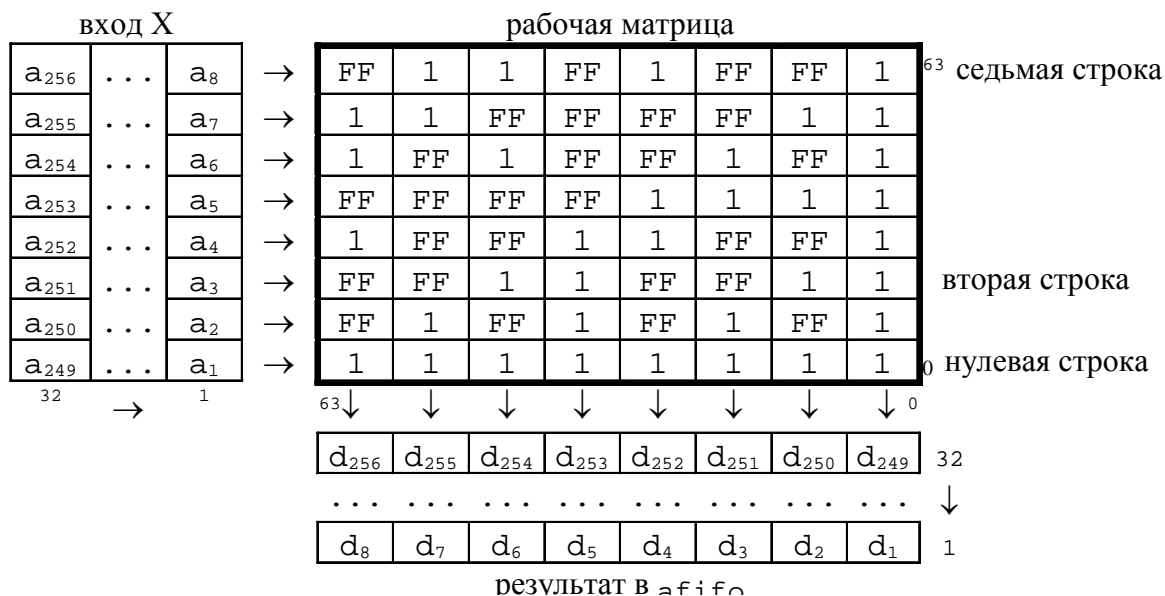 вход X рабочая матрица
a256 ... a8 → FF 1 1 FF 1 FF FF 1 63 седьмая строка
a255 ... a7 → 1 1 FF FF FF FF 1 1
a254 ... a6 → 1 FF 1 FF FF 1 FF 1
a253 ... a5 → FF FF FF FF 1 1 1 1
a252 ... a4 → 1 FF FF 1 1 FF FF 1
a251 ... a3 → FF FF 1 1 FF FF 1 1 вторая строка
a250 ... a2 → FF 1 FF 1 FF 1 FF 1
a249 ... a1 → 1 1 1 1 1 1 1 1 0 нулевая строка
32 → 1 63↓ ↓ ↓ ↓ ↓ ↓ ↓ ↓ 0
d256 d255 d254 d253 d252 d251 d250 d249 32
... ... ... ... ... ... ... ... ↓
d8 d7 d6 d5 d4 d3 d2 d1 1
результат в afifo